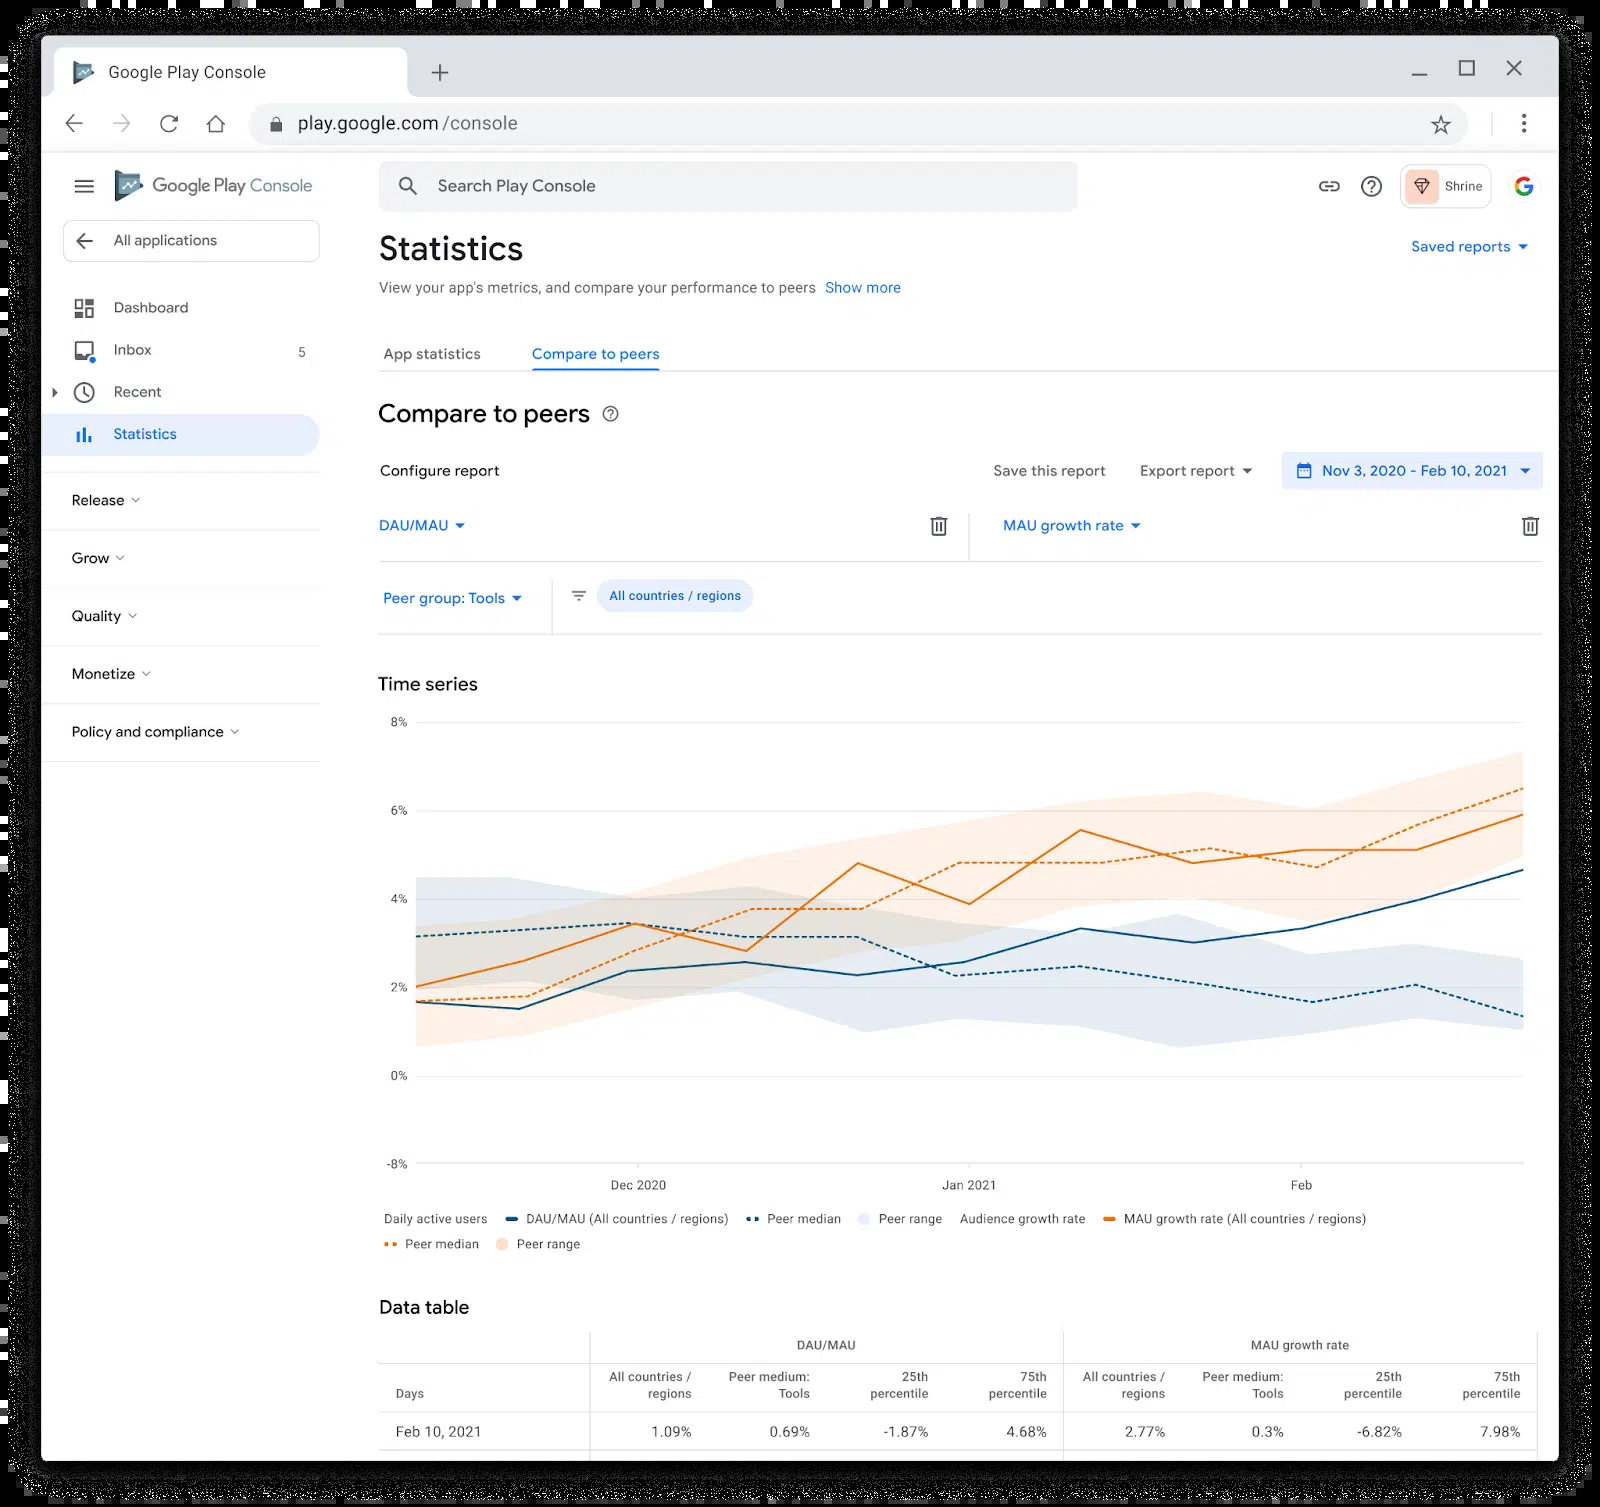 Google Play Console
play.google.com/console
Google Play Console
Search Play Console
Shrine
All applications
Dashboard
Inbox 5
Recent
Statistics
Release
Grow
Quality
Monetize
Policy and compliance
Statistics
Saved reports
View your app's metrics, and compare your performance to peers Show more
App statistics Compare to peers
Compare to peers
Configure report Save this report Export report Nov 3, 2020 - Feb 10, 2021
DAU/MAU MAU growth rate
Peer group: Tools All countries / regions
Time series
8%
6%
4%
2%
0%
-8%
Dec 2020 Jan 2021 Feb
Daily active users DAU/MAU (All countries / regions) Peer median Peer range Audience growth rate MAU growth rate (All countries / regions)
Peer median Peer range
Data table
DAU/MAU MAU growth rate
All countries / Peer medium: 25th 75th All countries / Peer medium: 25th 75th
Days regions Tools percentile percentile regions Tools percentile percentile
Feb 10, 2021 1.09% 0.69% -1.87% 4.68% 2.77% 0.3% -6.82% 7.98%